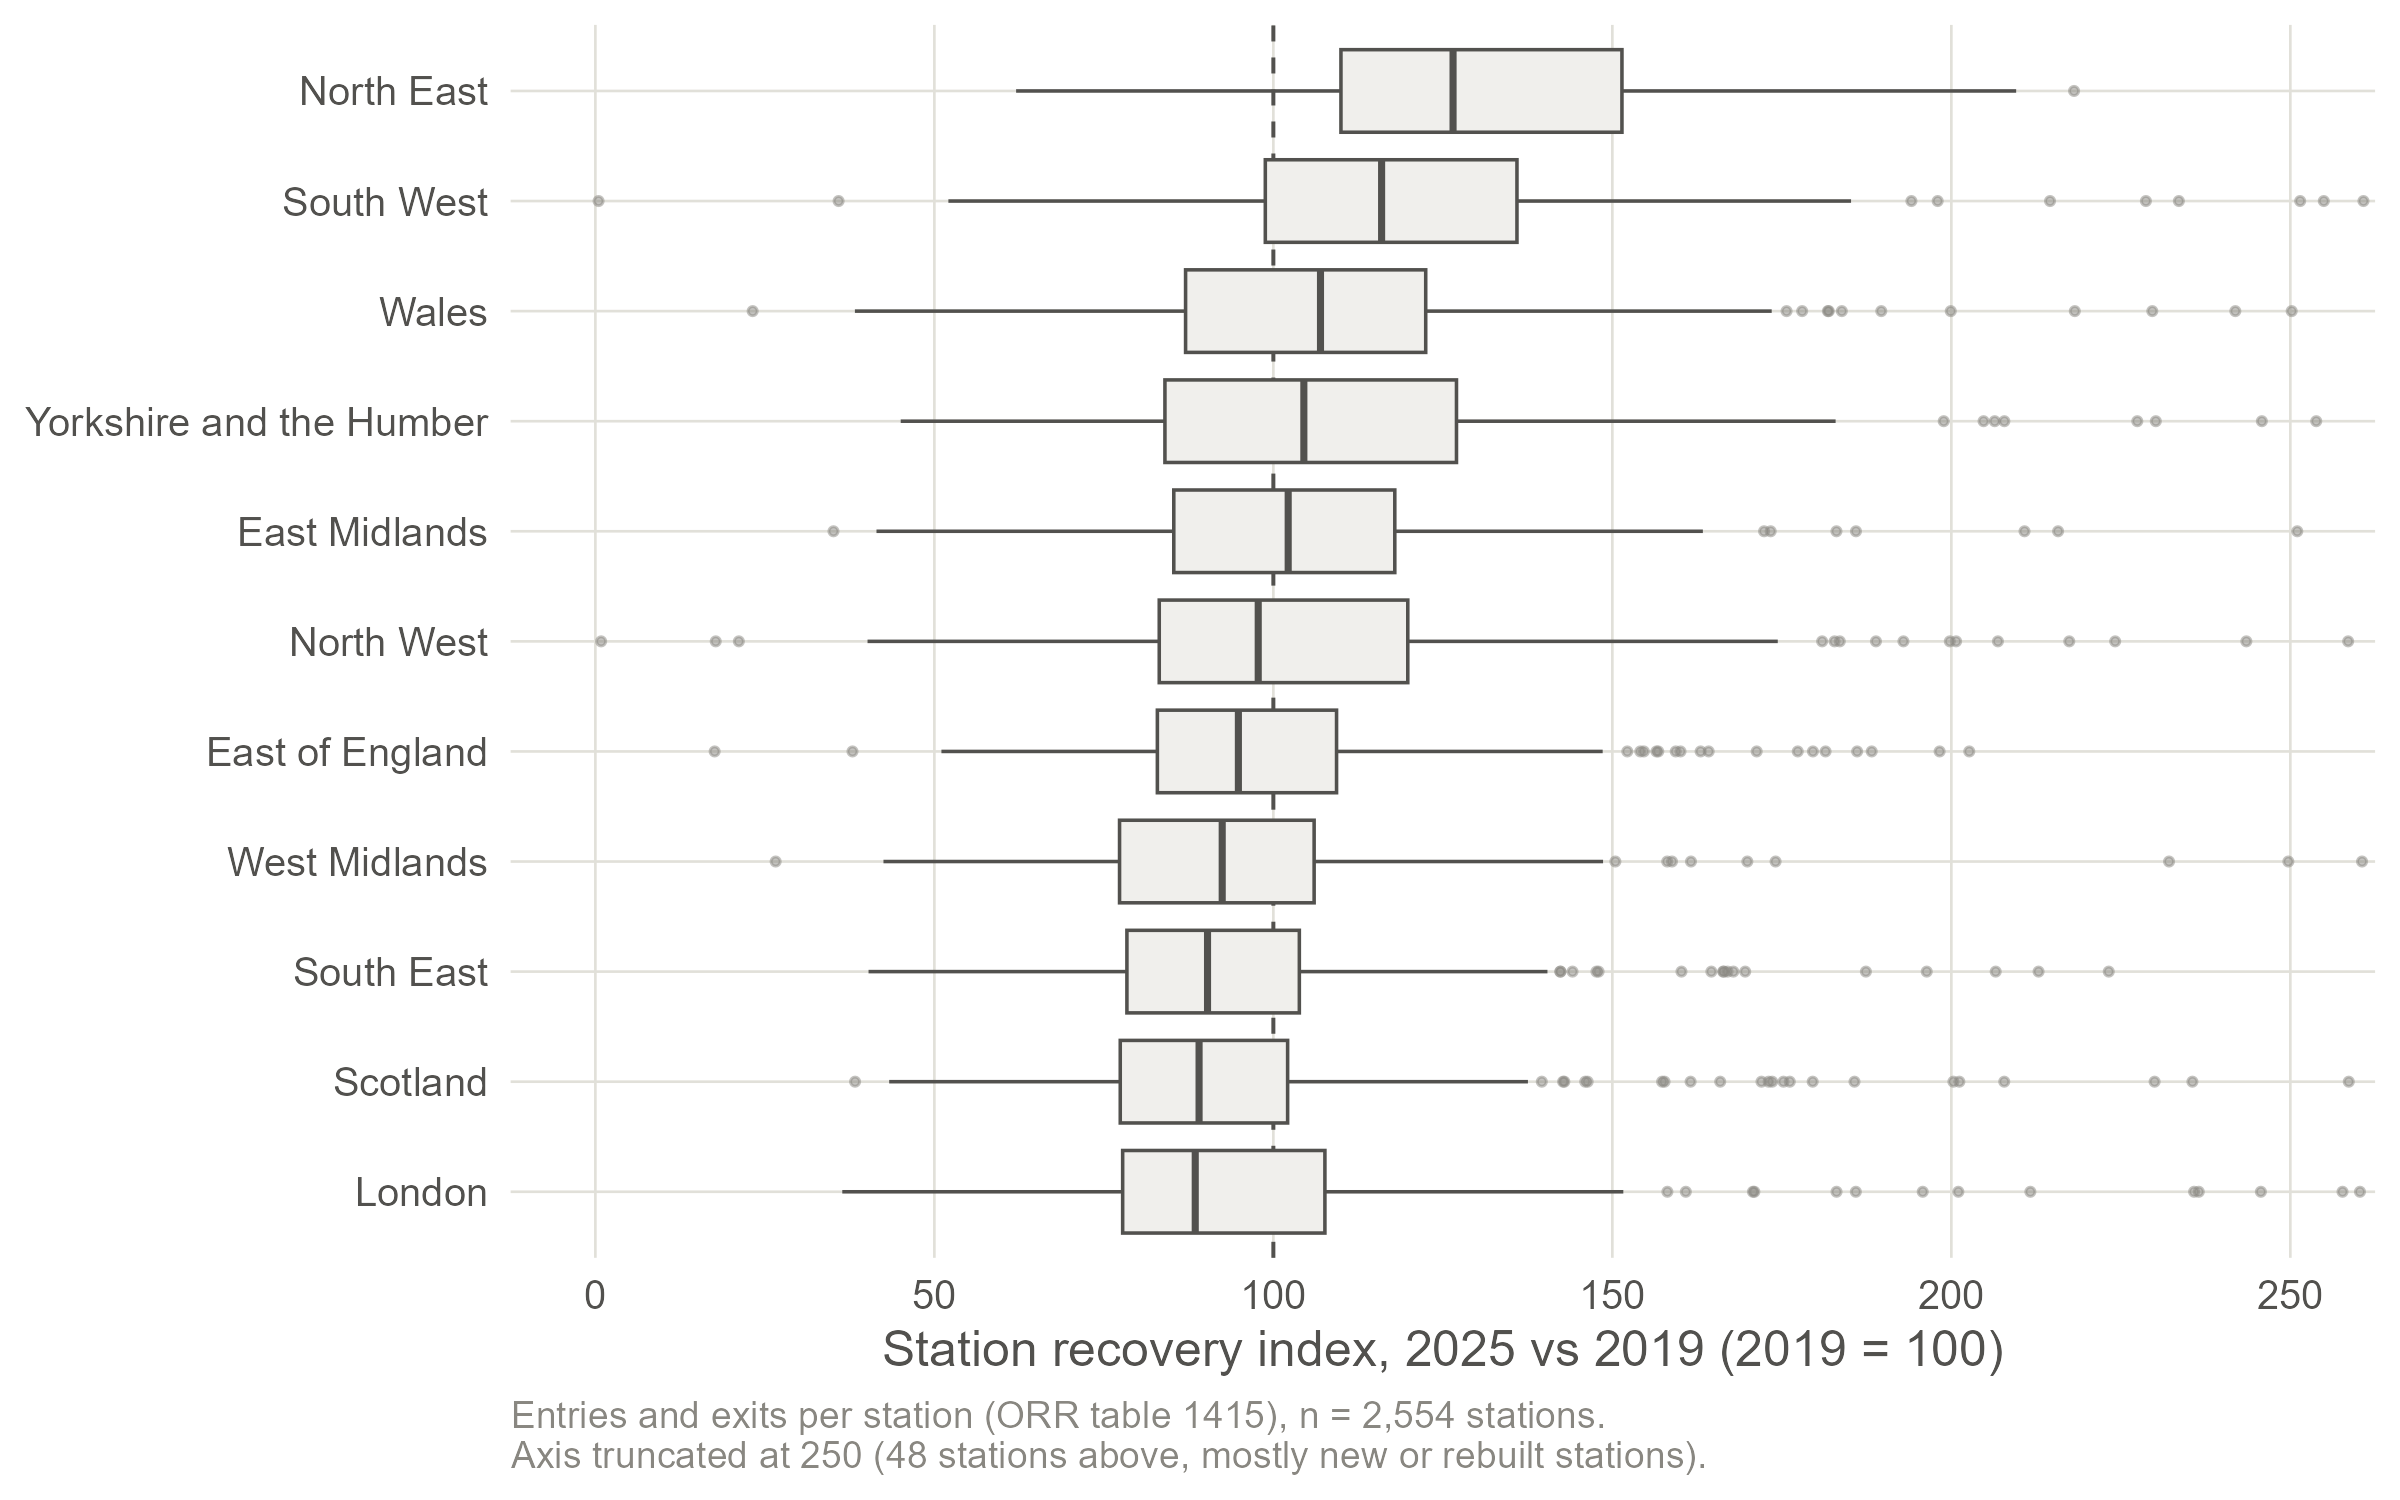 North East
South West
Wales
Yorkshire and the Humber
East Midlands
North West
East of England
West Midlands
South East
Scotland
London
0 50 100 150 200 250
Station recovery index, 2025 vs 2019 (2019 = 100)
Entries and exits per station (ORR table 1415), n = 2,554 stations.
Axis truncated at 250 (48 stations above, mostly new or rebuilt stations).